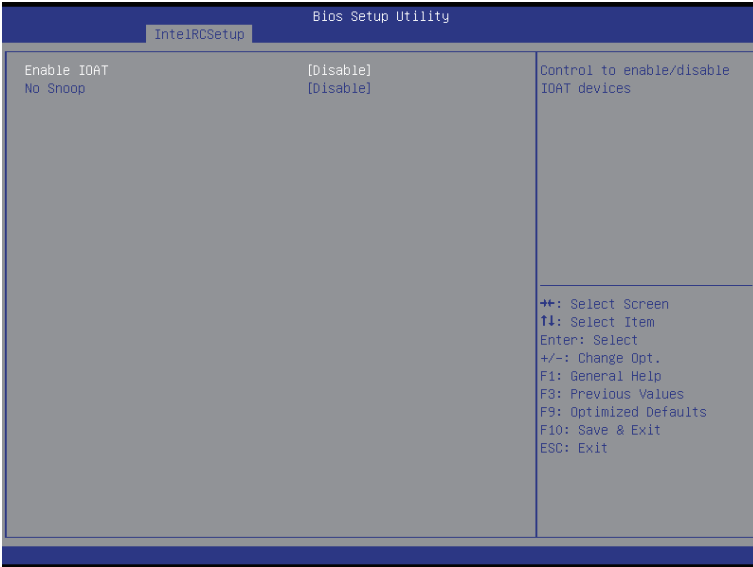 Bios Setup Utility
IntelRCSetup
Enable IOAT [Disable]
No Snoop [Disable]
Control to enable/disable
IOAT devices
→←: Select Screen
↑↓: Select Item
Enter: Select
+/-: Change Opt.
F1: General Help
F3: Previous Values
F9: Optimized Defaults
F10: Save & Exit
ESC: Exit